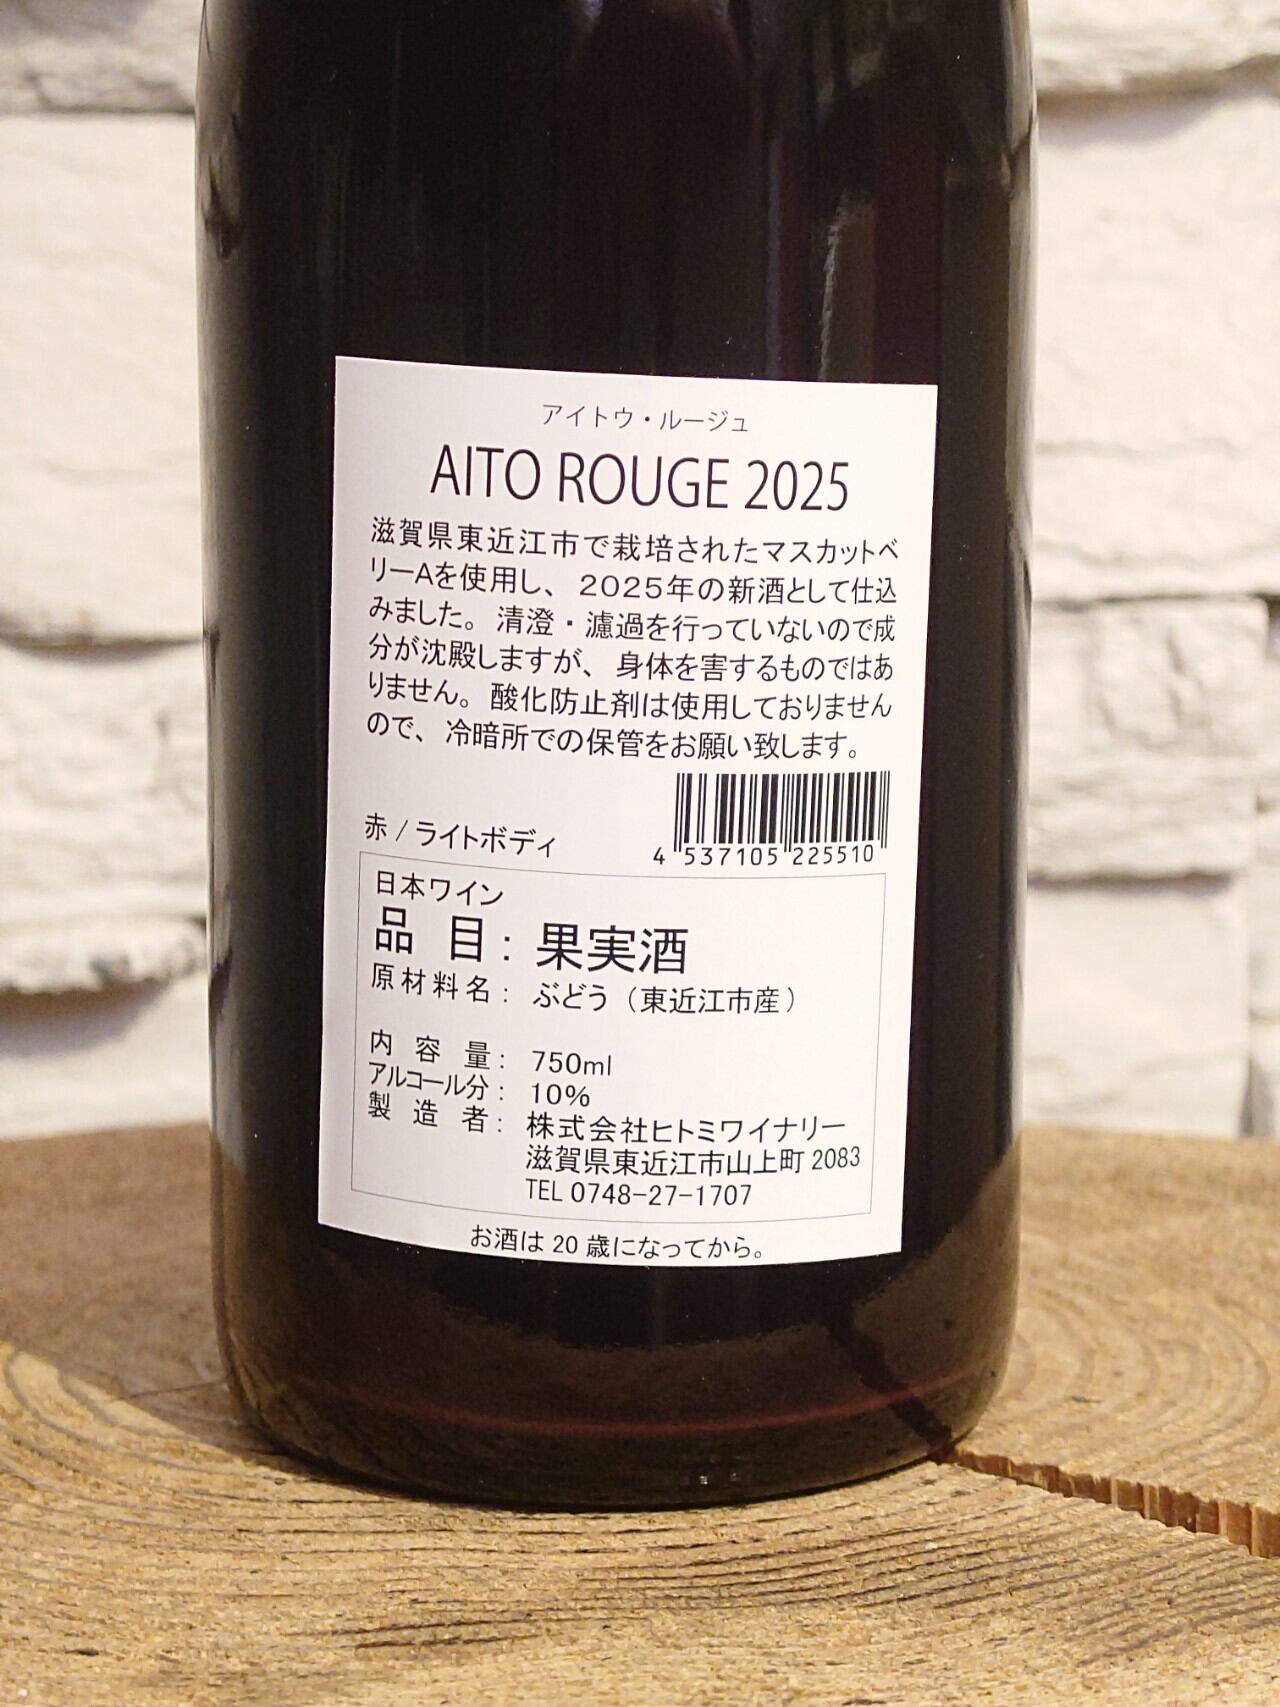 アイトウ・ルージュ
AITO ROUGE 2025
滋賀県東近江市で栽培されたマスカットベ
リーAを使用し、2025年の新酒として仕込
みました。清澄・濾過を行っていないので成
分が沈殿しますが、身体を害するものではあ
りません。酸化防止剤は使用しておりません
ので、冷暗所での保管をお願い致します。
赤 / ライトボディ
4 537105 225510
日本ワイン
品目: 果実酒
原材料名: ぶどう（東近江市産）
内容量: 750ml
アルコール分: 10%
製造者: 株式会社ヒトミワイナリー
滋賀県東近江市山上町 2083
TEL 0748-27-1707
お酒は 20 歳になってから。